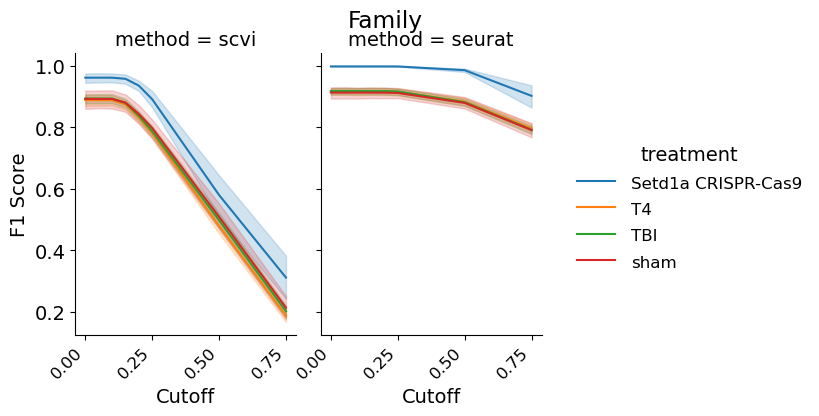 Family
method = scvi
method = seurat
F1 Score
1.0
0.8
0.6
0.4
0.2
0.00
0.25
0.50
0.75
Cutoff
0.00
0.25
0.50
0.75
Cutoff
treatment
Setd1a CRISPR-Cas9
T4
TBI
sham